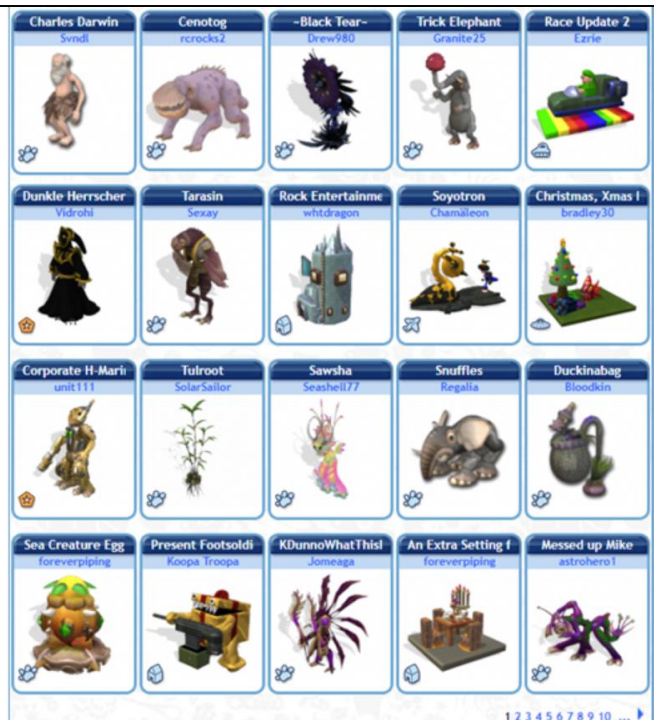 Charles Darwin
Svndl
Cenotog
rcrocks2
~Black Tear~
Drew980
Trick Elephant
Granite25
Race Update 2
Ezrie
Dunkle Herrscher
Vidrohi
Tarasin
Sexay
Rock Entertainme
whtdragon
Soyotron
Chamäleon
Christmas, Xmas I
bradley30
Corporate H-Mari
unit111
Tulroot
SolarSailor
Sawsha
Seashell77
Snuffles
Regalia
Duckinabag
Bloodkin
Sea Creature Egg
foreverpiping
Present Footsoldi
Koopa Troopa
KDunnoWhatThisI
Jomeaga
An Extra Setting f
foreverpiping
Messed up Mike
astrohero1
1 2 3 4 5 6 7 8 9 10 ...